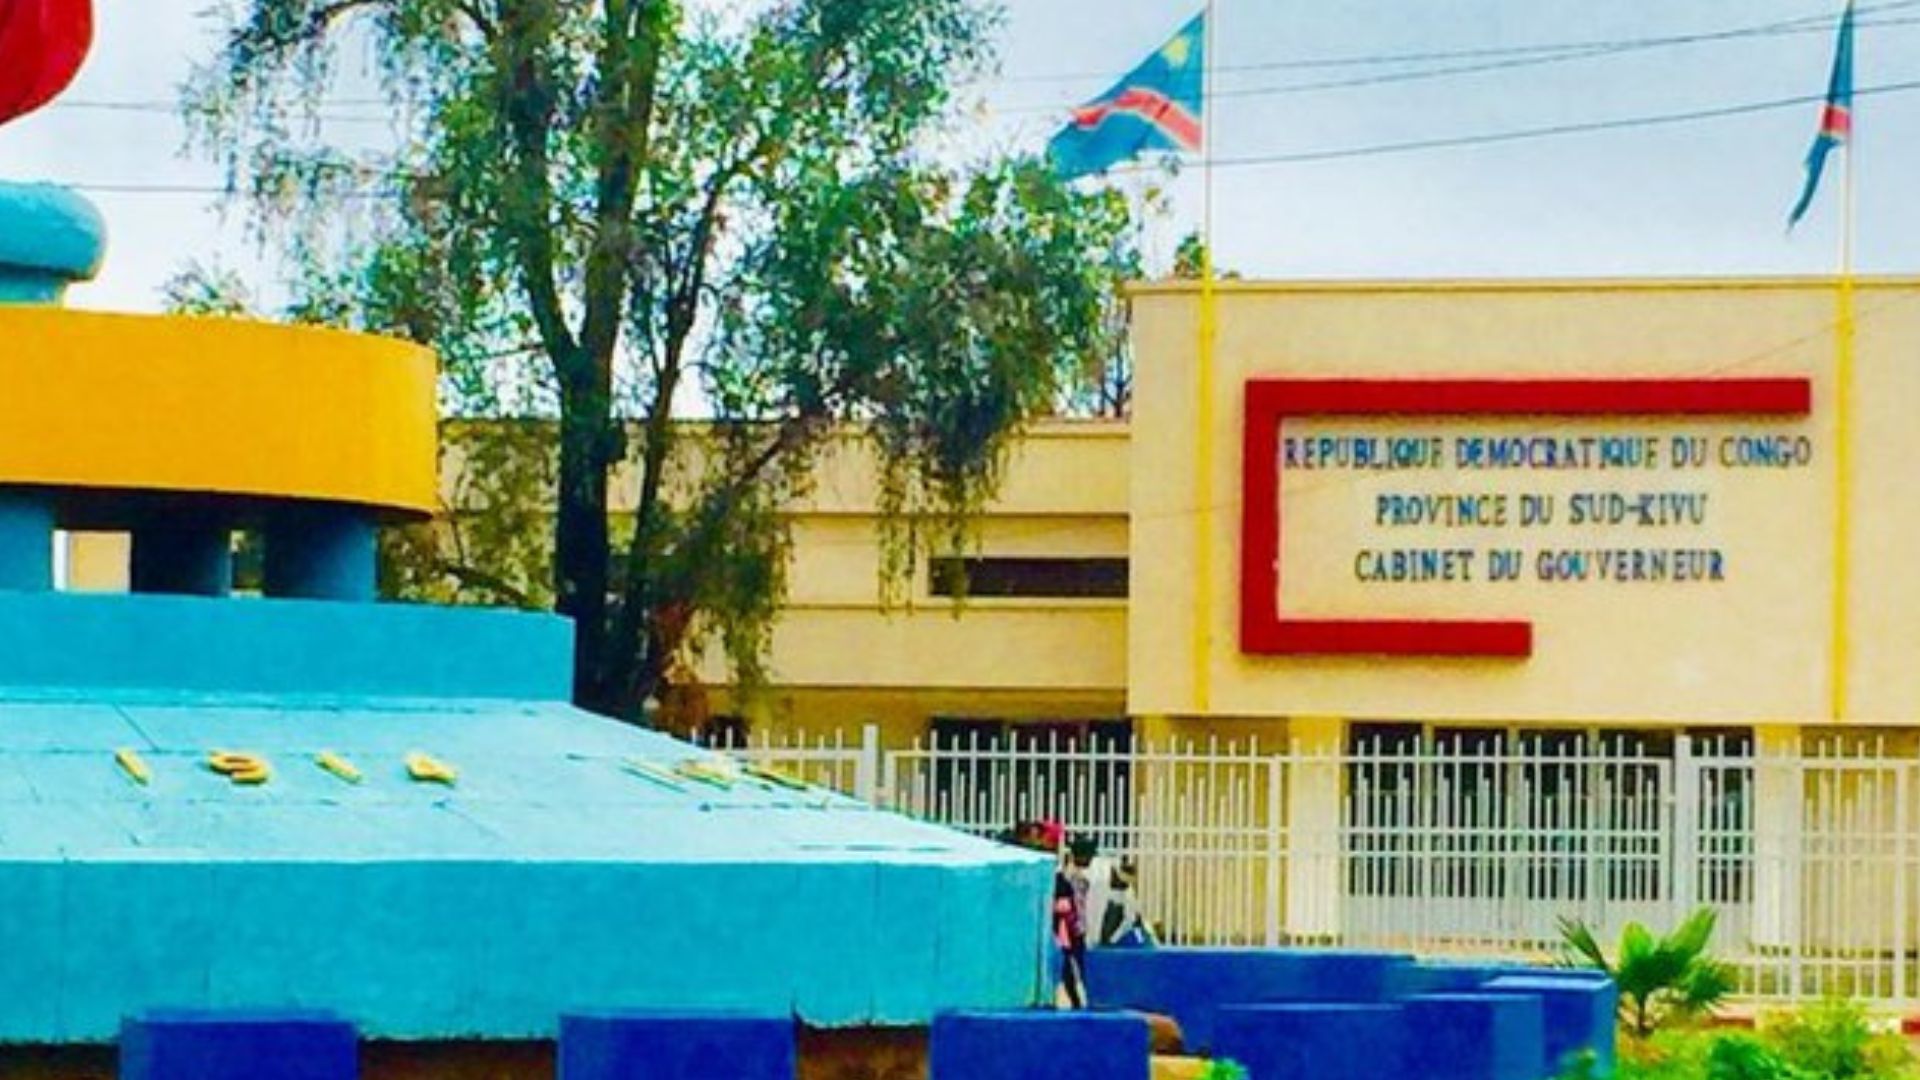 REPUBLIQUE DEMOCRATIQUE DU CONGO
PROVINCE DU SUD-KIVU
CABINET DU GOUVERNEUR